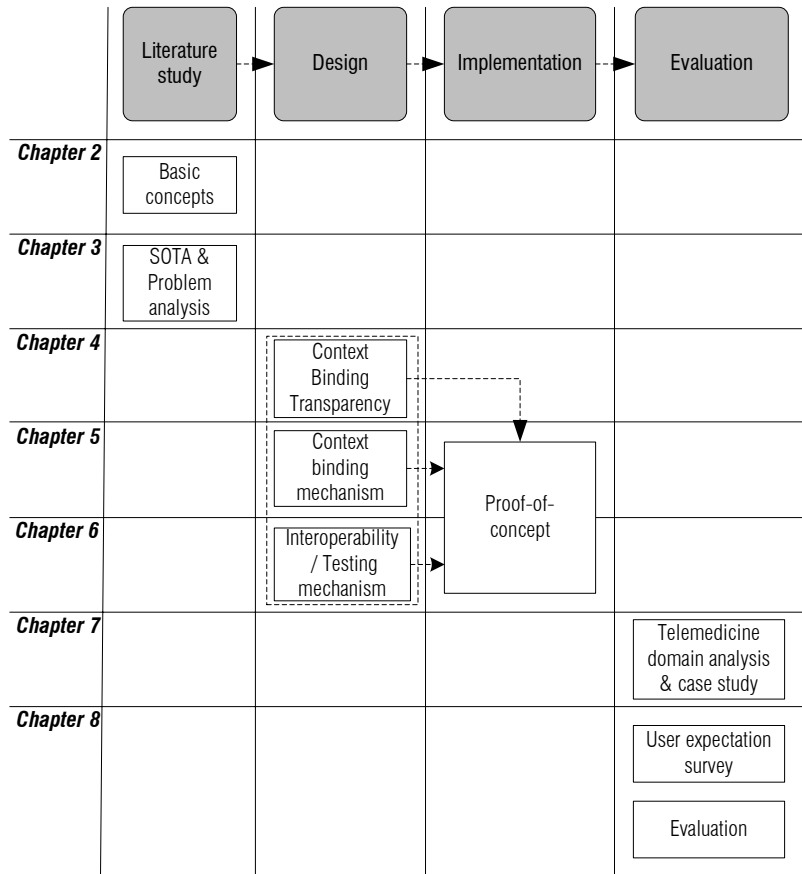 Literature
study
Design
Implementation
Evaluation
Chapter 2
Basic
concepts
Chapter 3
SOTA &
Problem
analysis
Chapter 4
Context
Binding
Transparency
Chapter 5
Context
binding
mechanism
Proof-of-
concept
Chapter 6
Interoperability
/ Testing
mechanism
Chapter 7
Telemedicine
domain analysis
& case study
Chapter 8
User expectation
survey
Evaluation